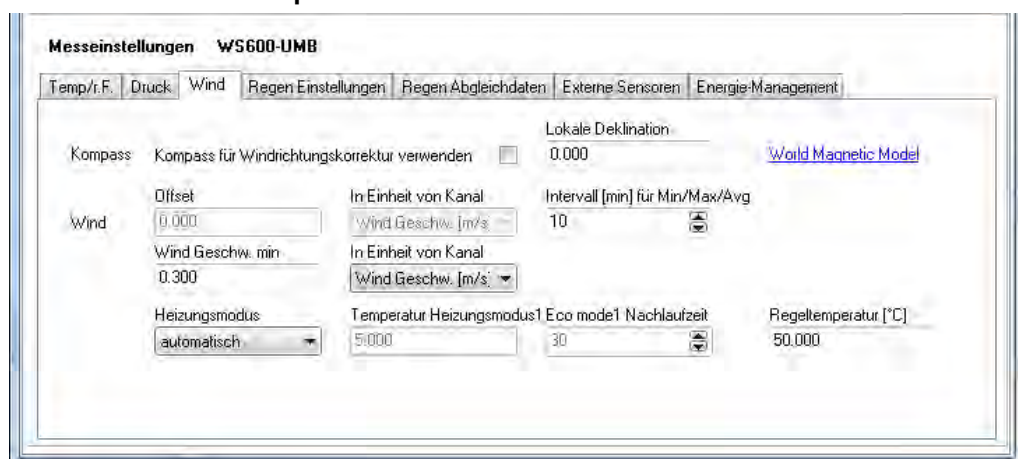 Messeinstellungen WS600-UMB
Temp/r.F. Druck Wind Regen Einstellungen Regen Abgleichdaten Externe Sensoren Energie-Management
Lokale Deklination
Kompass Kompass für Windrichtungskorrektur verwenden 0.000 World Magnetic Model
Offset In Einheit von Kanal Intervall [min] für Min/Max/Avg
Wind 0.000 Wind Geschw. [m/s 10
Wind Geschw. min In Einheit von Kanal
0.300 Wind Geschw. [m/s]
Heizungsmodus Temperatur Heizungsmodus1 Eco mode1 Nachlaufzeit Regeltemperatur [°C]
automatisch 5.000 30 50.000